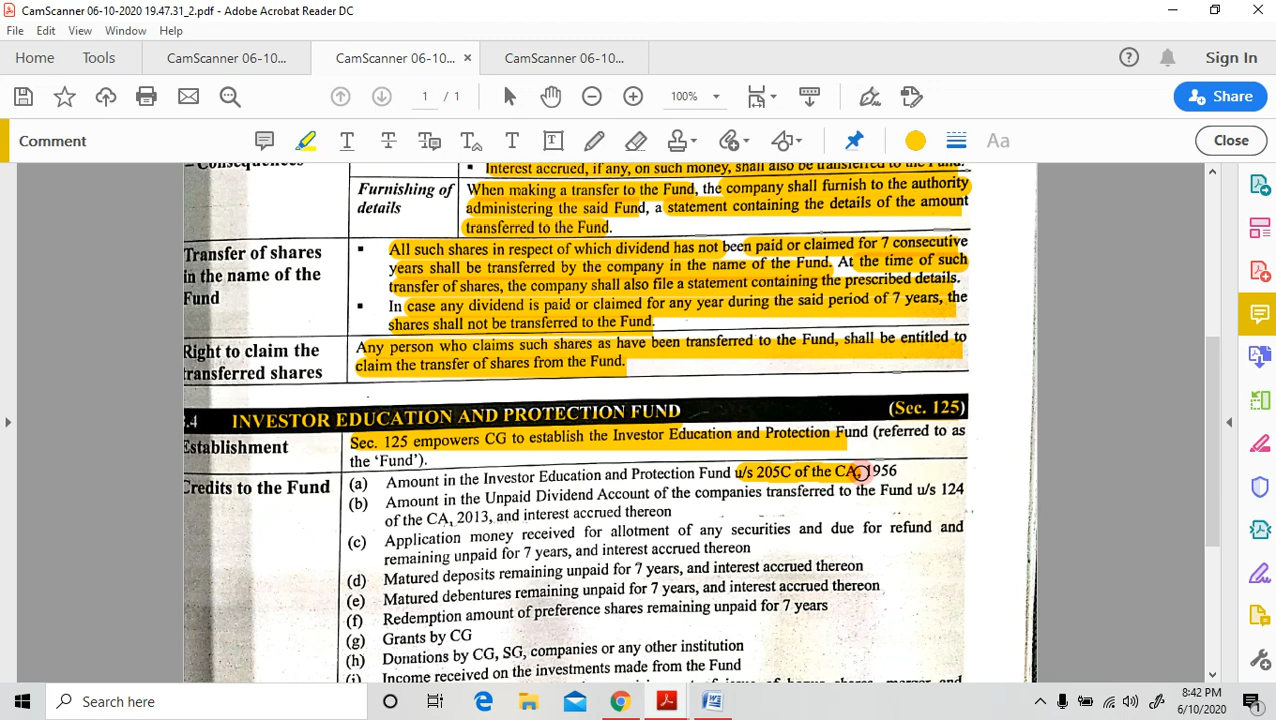 CamScanner 06-10-2020 19.47.31_2.pdf - Adobe Acrobat Reader DC
File Edit View Window Help
Home Tools CamScanner 06-10... CamScanner 06-10... × CamScanner 06-10... Sign In
1 / 1 100% Share
Comment Aa Close
Consequences
Interest accrued, if any, on such money, shall also be transferred to the Fund.
Furnishing of details
When making a transfer to the Fund, the company shall furnish to the authority
administering the said Fund, a statement containing the details of the amount
transferred to the Fund.
Transfer of shares
in the name of the
Fund
▪ All such shares in respect of which dividend has not been paid or claimed for 7 consecutive
years shall be transferred by the company in the name of the Fund. At the time of such
transfer of shares, the company shall also file a statement containing the prescribed details.
▪ In case any dividend is paid or claimed for any year during the said period of 7 years, the
shares shall not be transferred to the Fund.
Right to claim the
transferred shares
Any person who claims such shares as have been transferred to the Fund, shall be entitled to
claim the transfer of shares from the Fund.
.4 INVESTOR EDUCATION AND PROTECTION FUND (Sec. 125)
Establishment
Sec. 125 empowers CG to establish the Investor Education and Protection Fund (referred to as
the 'Fund').
Credits to the Fund
(a) Amount in the Investor Education and Protection Fund u/s 205C of the CA, 1956
(b) Amount in the Unpaid Dividend Account of the companies transferred to the Fund u/s 124
of the CA, 2013, and interest accrued thereon
(c) Application money received for allotment of any securities and due for refund and
remaining unpaid for 7 years, and interest accrued thereon
(d) Matured deposits remaining unpaid for 7 years, and interest accrued thereon
(e) Matured debentures remaining unpaid for 7 years, and interest accrued thereon
(f) Redemption amount of preference shares remaining unpaid for 7 years
(g) Grants by CG
(h) Donations by CG, SG, companies or any other institution
(i) Income received on the investments made from the Fund
of issue of bonus shares, merger and
Search here
8:42 PM
6/10/2020
1